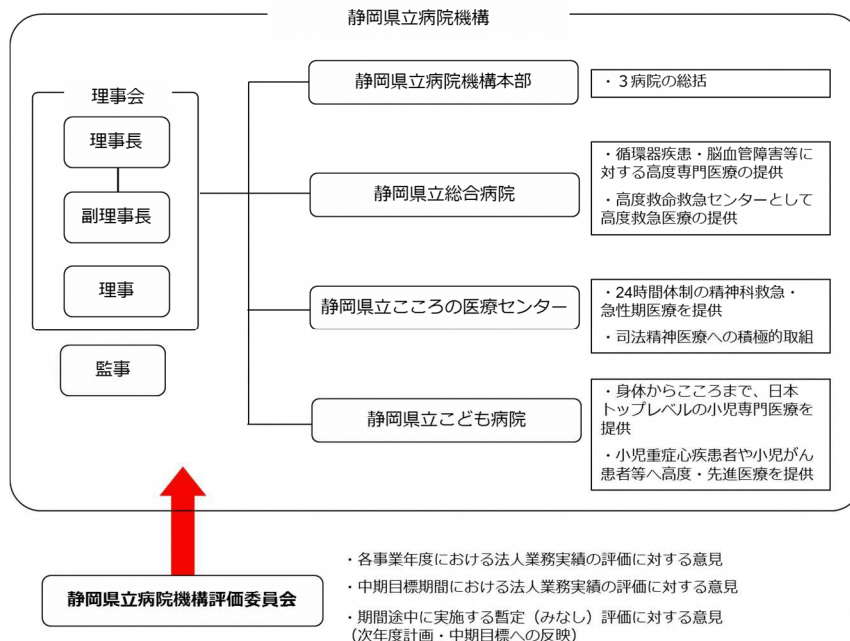 静岡県立病院機構
理事会
理事長
副理事長
理事
監事
静岡県立病院機構本部
・3病院の総括
静岡県立総合病院
・循環器疾患・脳血管障害等に
対する高度専門医療の提供
・高度救命救急センターとして
高度救急医療の提供
静岡県立こころの医療センター
・24時間体制の精神科救急・
急性期医療を提供
・司法精神医療への積極的取組
静岡県立こども病院
・身体からこころまで、日本
トップレベルの小児専門医療を
提供
・小児重症心疾患者や小児がん
患者等へ高度・先進医療を提供
静岡県立病院機構評価委員会
・各事業年度における法人業務実績の評価に対する意見
・中期目標期間における法人業務実績の評価に対する意見
・期間途中に実施する暫定（みなし）評価に対する意見
（次年度計画・中期目標への反映）